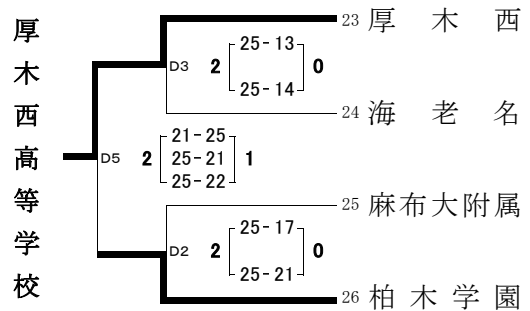 厚木西高等学校
23 厚木西
25-13
D3 2 0
25-14
24 海老名
21-25
D5 2 25-21 1
25-22
25 麻布大附属
25-17
D2 2 0
25-21
26 柏木学園